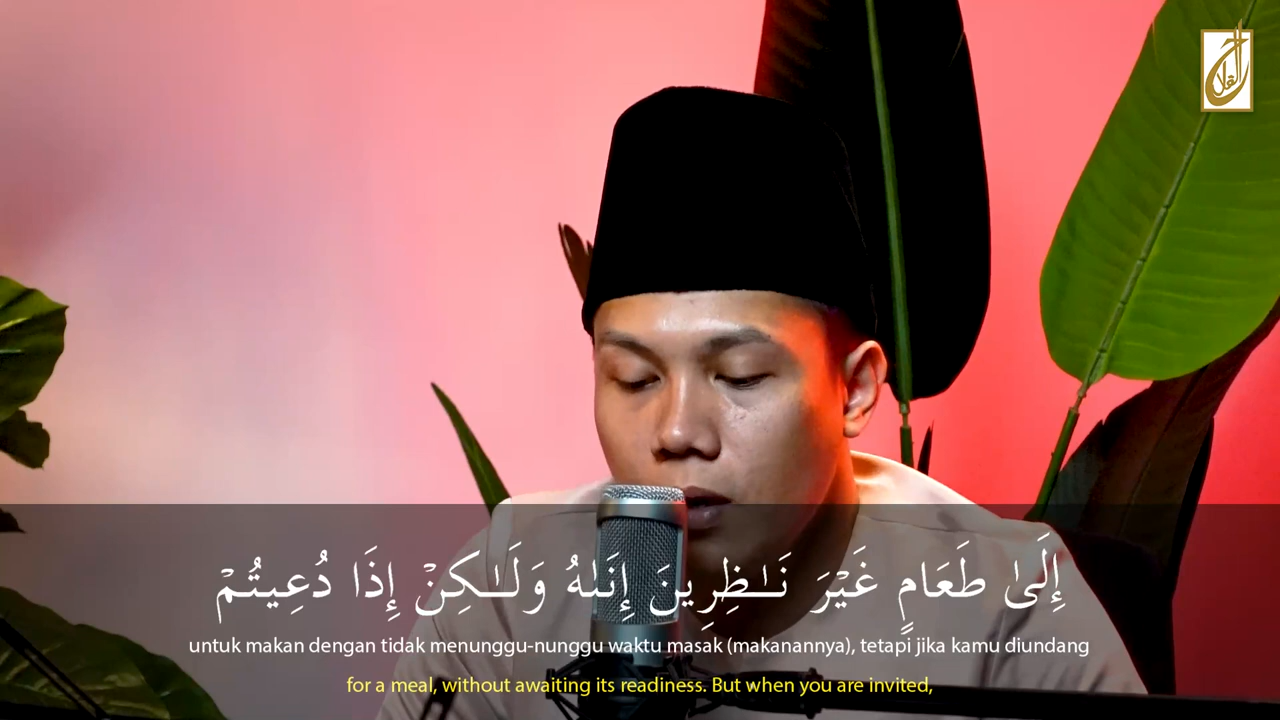 إِلَىٰ طَعَامٍ غَيْرَ نَـٰظِرِينَ إِنَىٰهُ وَلَـٰكِنْ إِذَا دُعِيتُمْ
untuk makan dengan tidak menunggu-nunggu waktu masak (makanannya), tetapi jika kamu diundang
for a meal, without awaiting its readiness. But when you are invited,